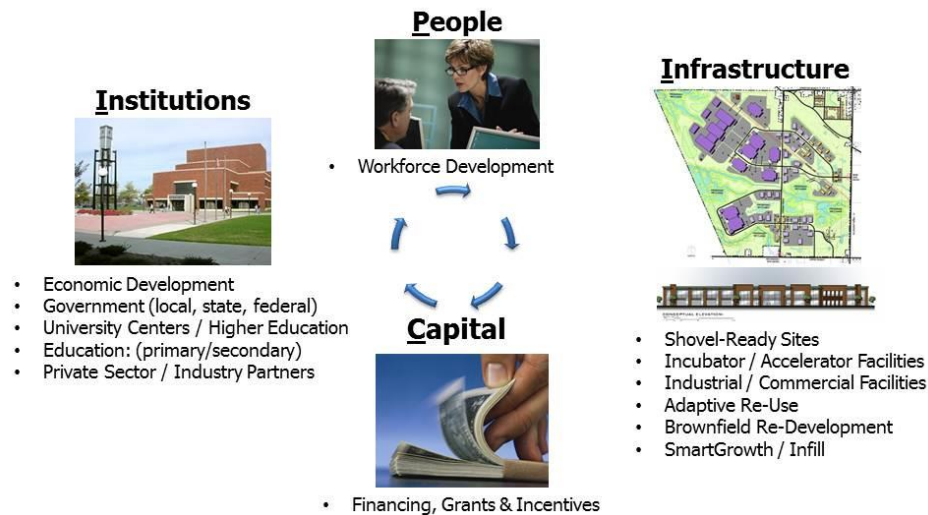 People
• Workforce Development
Institutions
• Economic Development
• Government (local, state, federal)
• University Centers / Higher Education
• Education: (primary/secondary)
• Private Sector / Industry Partners
Infrastructure
CONCEPTUAL ELEVATION
• Shovel-Ready Sites
• Incubator / Accelerator Facilities
• Industrial / Commercial Facilities
• Adaptive Re-Use
• Brownfield Re-Development
• SmartGrowth / Infill
Capital
• Financing, Grants & Incentives